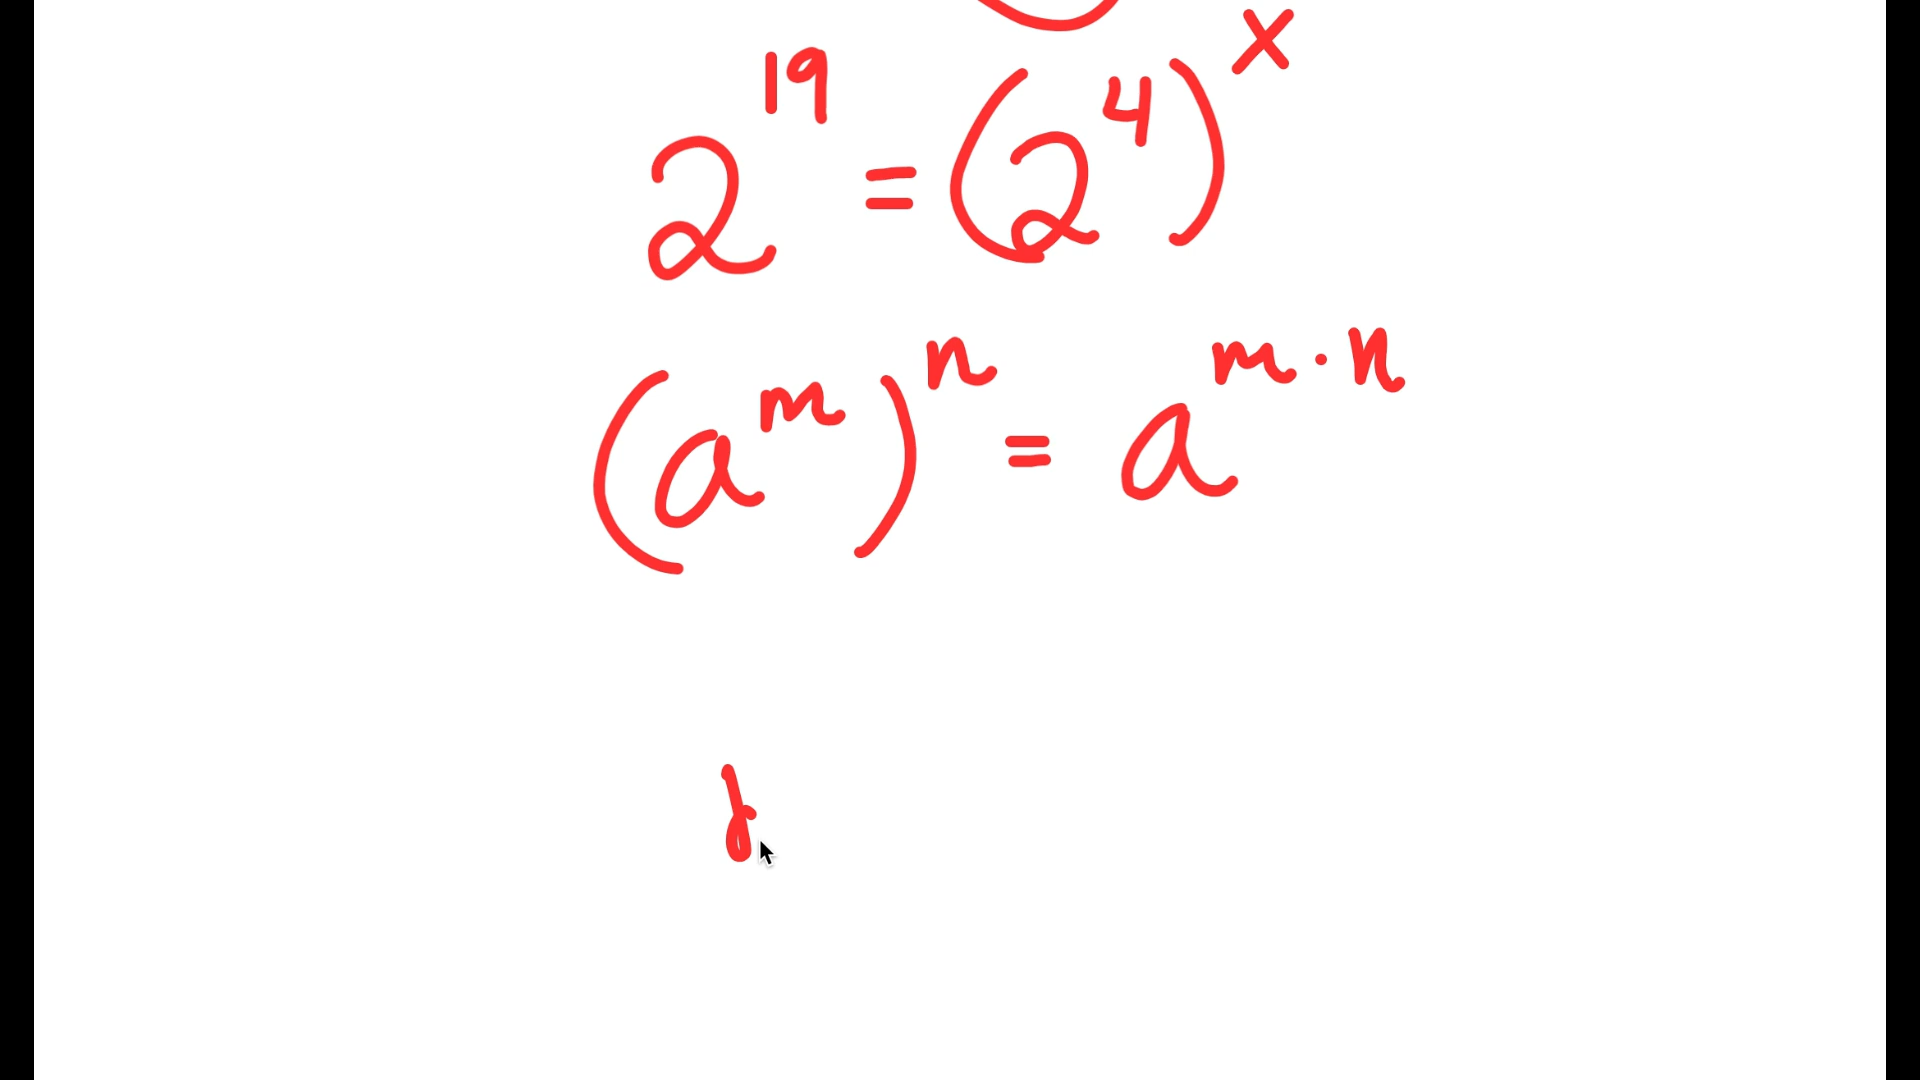 2^19 = (2^4)^x
(a^m)^n = a^m·n